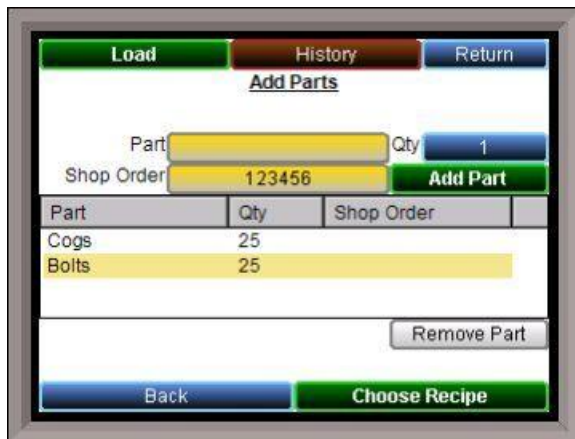 Load History Return
Add Parts
Part Qty 1
Shop Order 123456 Add Part
Part Qty Shop Order
Cogs 25
Bolts 25
Remove Part
Back Choose Recipe